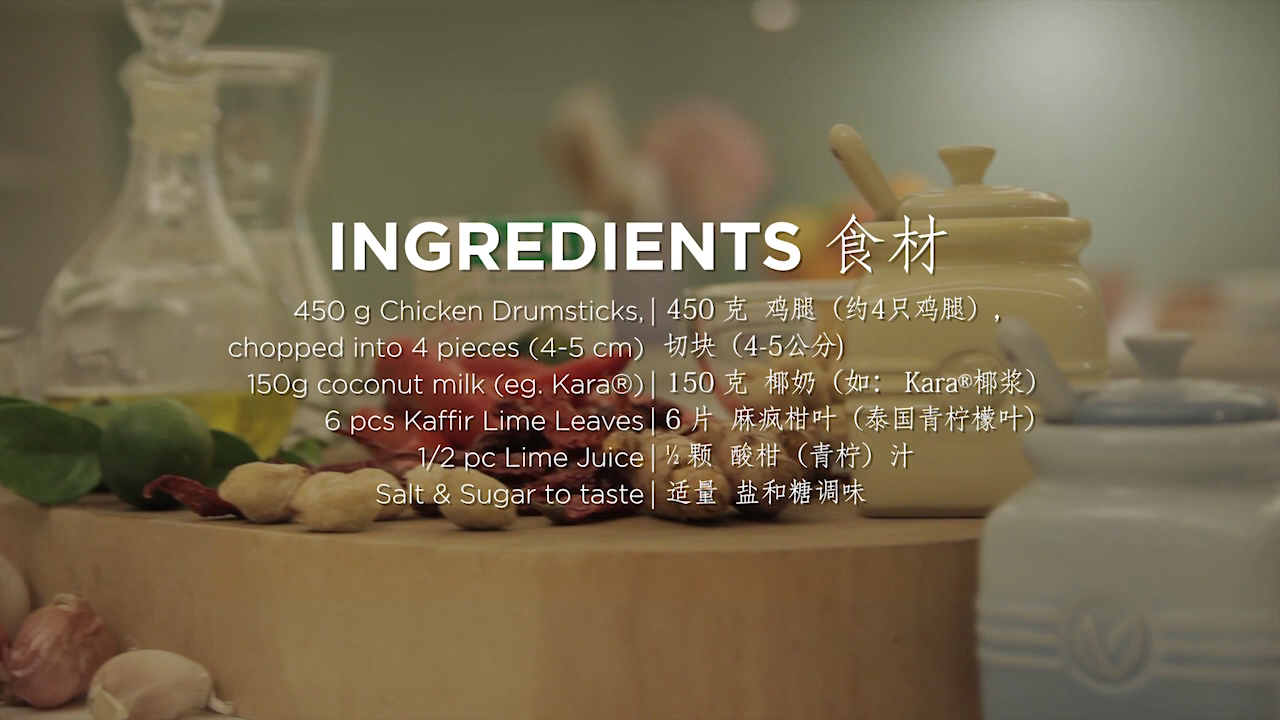 INGREDIENTS 食材
450 g Chicken Drumsticks, | 450 克 鸡腿（约4只鸡腿），
chopped into 4 pieces (4-5 cm) 切块（4-5公分)
150g coconut milk (eg. Kara®) | 150 克 椰奶（如： Kara®椰浆）
6 pcs Kaffir Lime Leaves | 6 片 麻疯柑叶（泰国青柠檬叶）
1/2 pc Lime Juice | ½ 颗 酸柑（青柠）汁
Salt & Sugar to taste | 适量 盐和糖调味